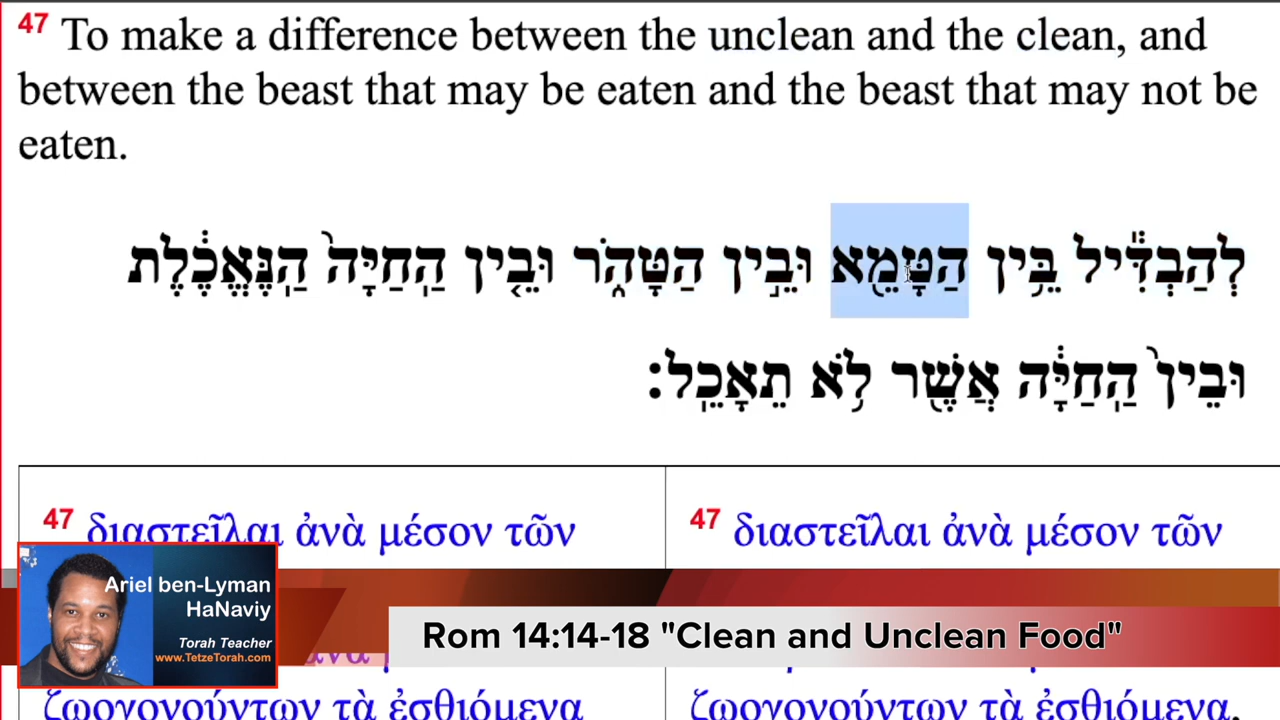 47 To make a difference between the unclean and the clean, and
between the beast that may be eaten and the beast that may not be
eaten.
לְהַבְדִּ֕יל בֵּ֥ין הַטָּמֵ֖א וּבֵ֣ין הַטָּהֹ֑ר וּבֵ֤ין הַֽחַיָּה֙ הַֽנֶּאֱכֶ֔לֶת
וּבֵין֙ הַֽחַיָּ֔ה אֲשֶׁ֖ר לֹ֥א תֵאָכֵֽל׃
47 διαστεῖλαι ἀνὰ μέσον τῶν
47 διαστεῖλαι ἀνὰ μέσον τῶν
Ariel ben-Lyman
HaNaviy
Torah Teacher
www.TetzeTorah.com
Rom 14:14-18 "Clean and Unclean Food"
ζωογονούντων τὰ ἐσθιόμενα
ζωογονούντων τὰ ἐσθιόμενα,